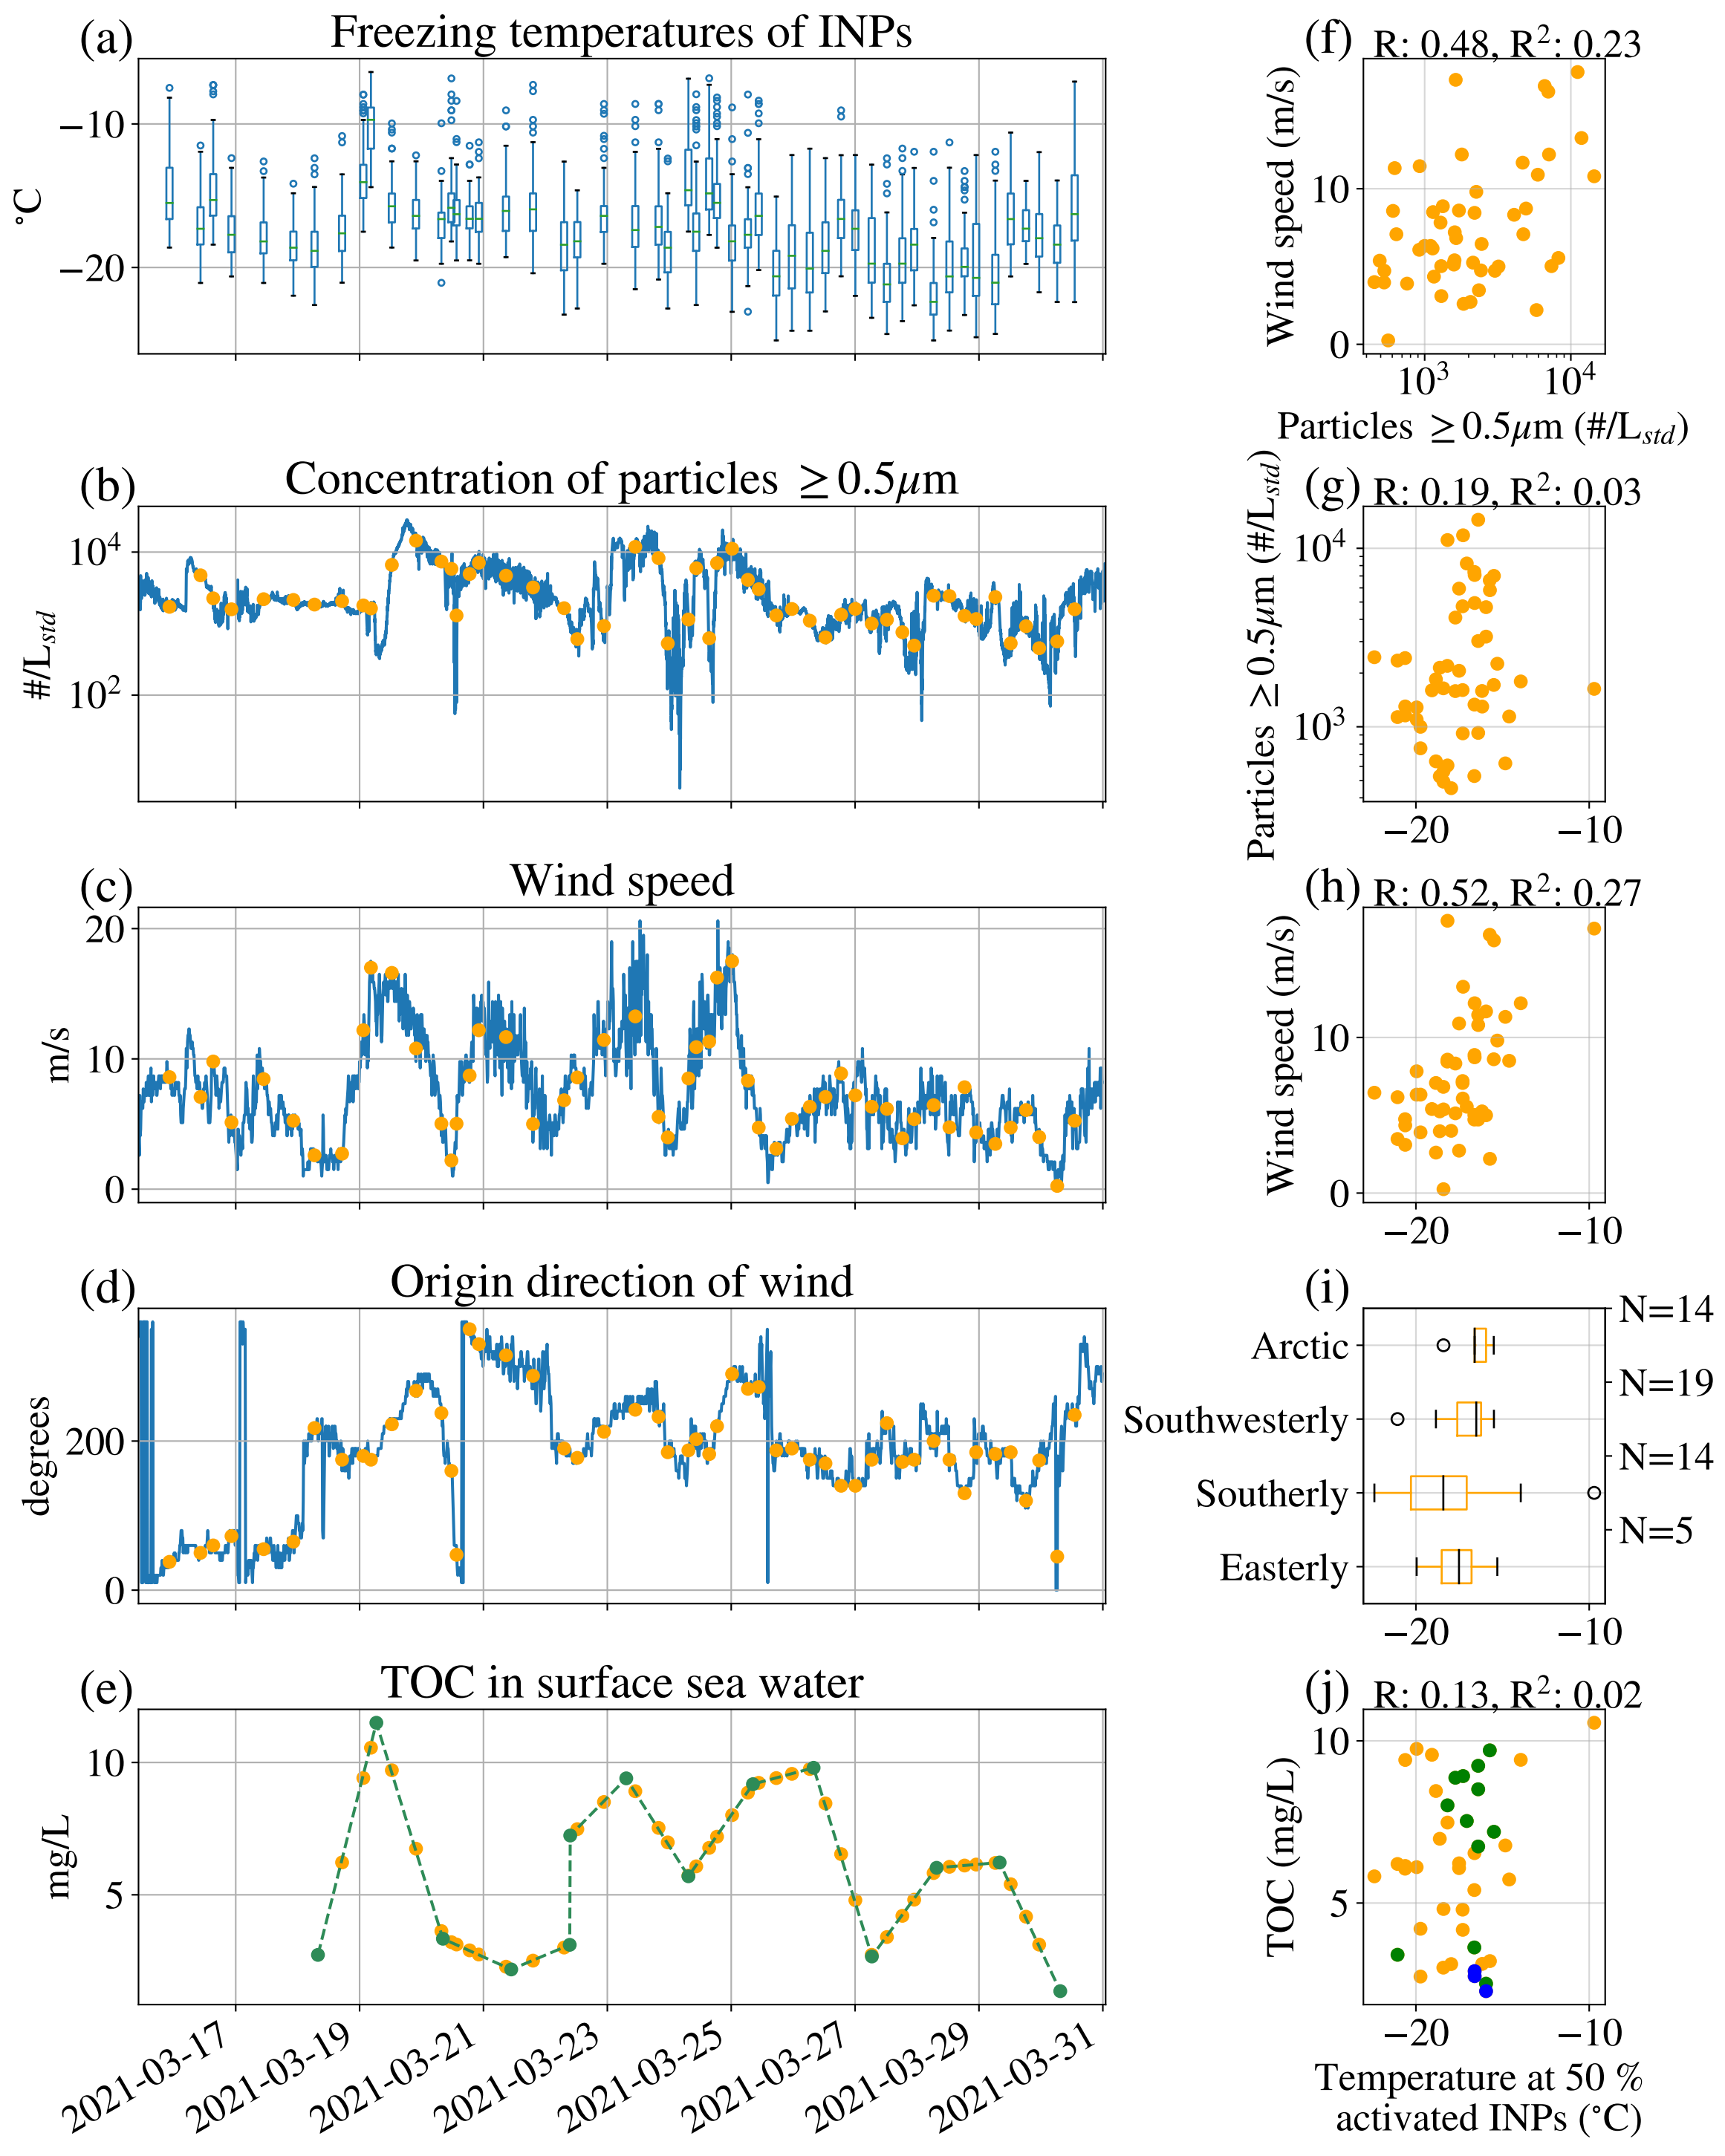 (a) Freezing temperatures of INPs
−10
−20
°C
(b) Concentration of particles ≥0.5μm
10⁴
10²
#/L_std
(c) Wind speed
20
10
0
m/s
(d) Origin direction of wind
200
0
degrees
(e) TOC in surface sea water
10
5
mg/L
2021-03-17
2021-03-19
2021-03-21
2021-03-23
2021-03-25
2021-03-27
2021-03-29
2021-03-31
(f) R: 0.48, R²: 0.23
Wind speed (m/s)
10
0
10³ 10⁴
Particles ≥0.5μm (#/L_std)
(g) R: 0.19, R²: 0.03
Particles ≥0.5μm (#/L_std)
10⁴
10³
−20 −10
(h) R: 0.52, R²: 0.27
Wind speed (m/s)
10
0
−20 −10
(i)
N=14
Arctic
N=19
Southwesterly
N=14
Southerly
N=5
Easterly
−20 −10
(j) R: 0.13, R²: 0.02
TOC (mg/L)
10
5
−20 −10
Temperature at 50 %
activated INPs (°C)